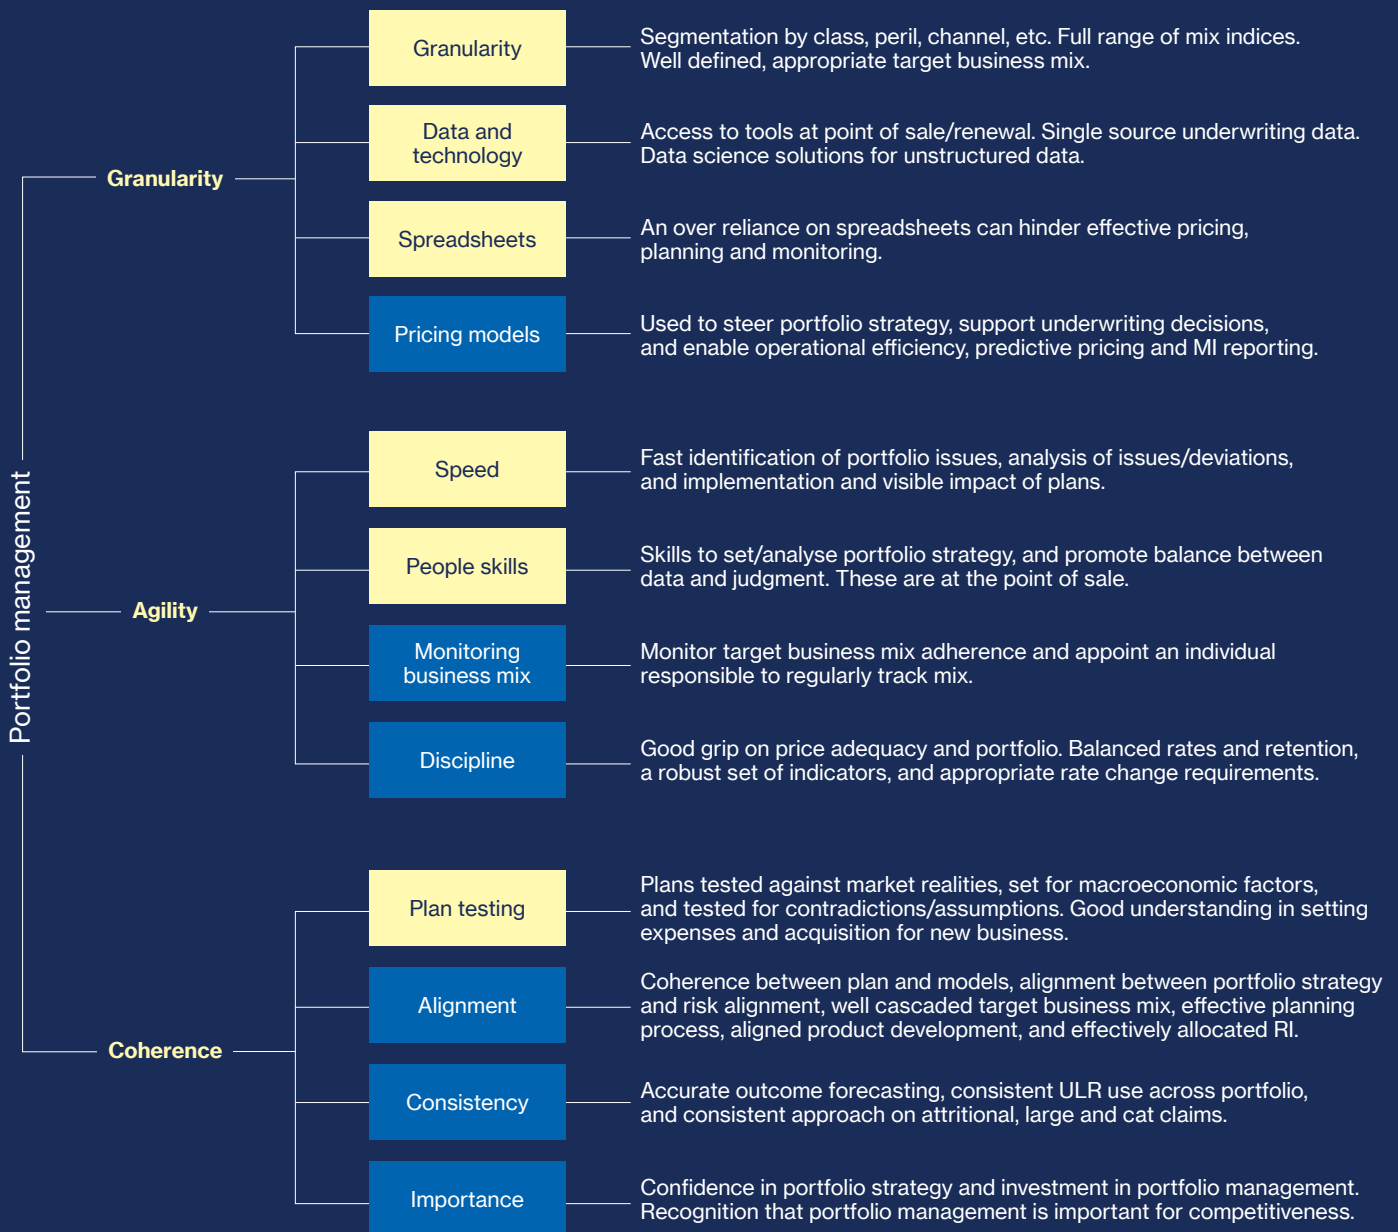 Portfolio management
Granularity
Granularity
Segmentation by class, peril, channel, etc. Full range of mix indices.
Well defined, appropriate target business mix.
Data and
technology
Access to tools at point of sale/renewal. Single source underwriting data.
Data science solutions for unstructured data.
Spreadsheets
An over reliance on spreadsheets can hinder effective pricing,
planning and monitoring.
Pricing models
Used to steer portfolio strategy, support underwriting decisions,
and enable operational efficiency, predictive pricing and MI reporting.
Agility
Speed
Fast identification of portfolio issues, analysis of issues/deviations,
and implementation and visible impact of plans.
People skills
Skills to set/analyse portfolio strategy, and promote balance between
data and judgment. These are at the point of sale.
Monitoring
business mix
Monitor target business mix adherence and appoint an individual
responsible to regularly track mix.
Discipline
Good grip on price adequacy and portfolio. Balanced rates and retention,
a robust set of indicators, and appropriate rate change requirements.
Coherence
Plan testing
Plans tested against market realities, set for macroeconomic factors,
and tested for contradictions/assumptions. Good understanding in setting
expenses and acquisition for new business.
Alignment
Coherence between plan and models, alignment between portfolio strategy
and risk alignment, well cascaded target business mix, effective planning
process, aligned product development, and effectively allocated RI.
Consistency
Accurate outcome forecasting, consistent ULR use across portfolio,
and consistent approach on attritional, large and cat claims.
Importance
Confidence in portfolio strategy and investment in portfolio management.
Recognition that portfolio management is important for competitiveness.